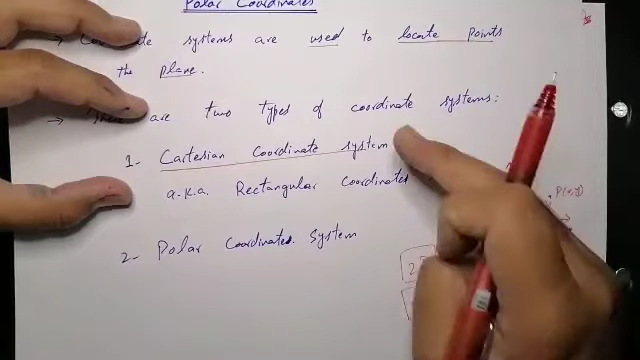 Polar Coordinates
→ systems are used to locate points
the plane.
→ are two types of coordinate systems:
1- Cartesian Coordinate system
a.k.a. Rectangular Coordinates
P(x,y)
2- Polar Coordinates. System